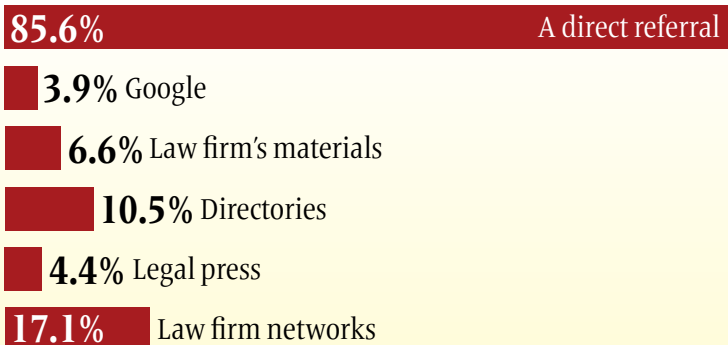 85.6% A direct referral
3.9% Google
6.6% Law firm’s materials
10.5% Directories
4.4% Legal press
17.1% Law firm networks